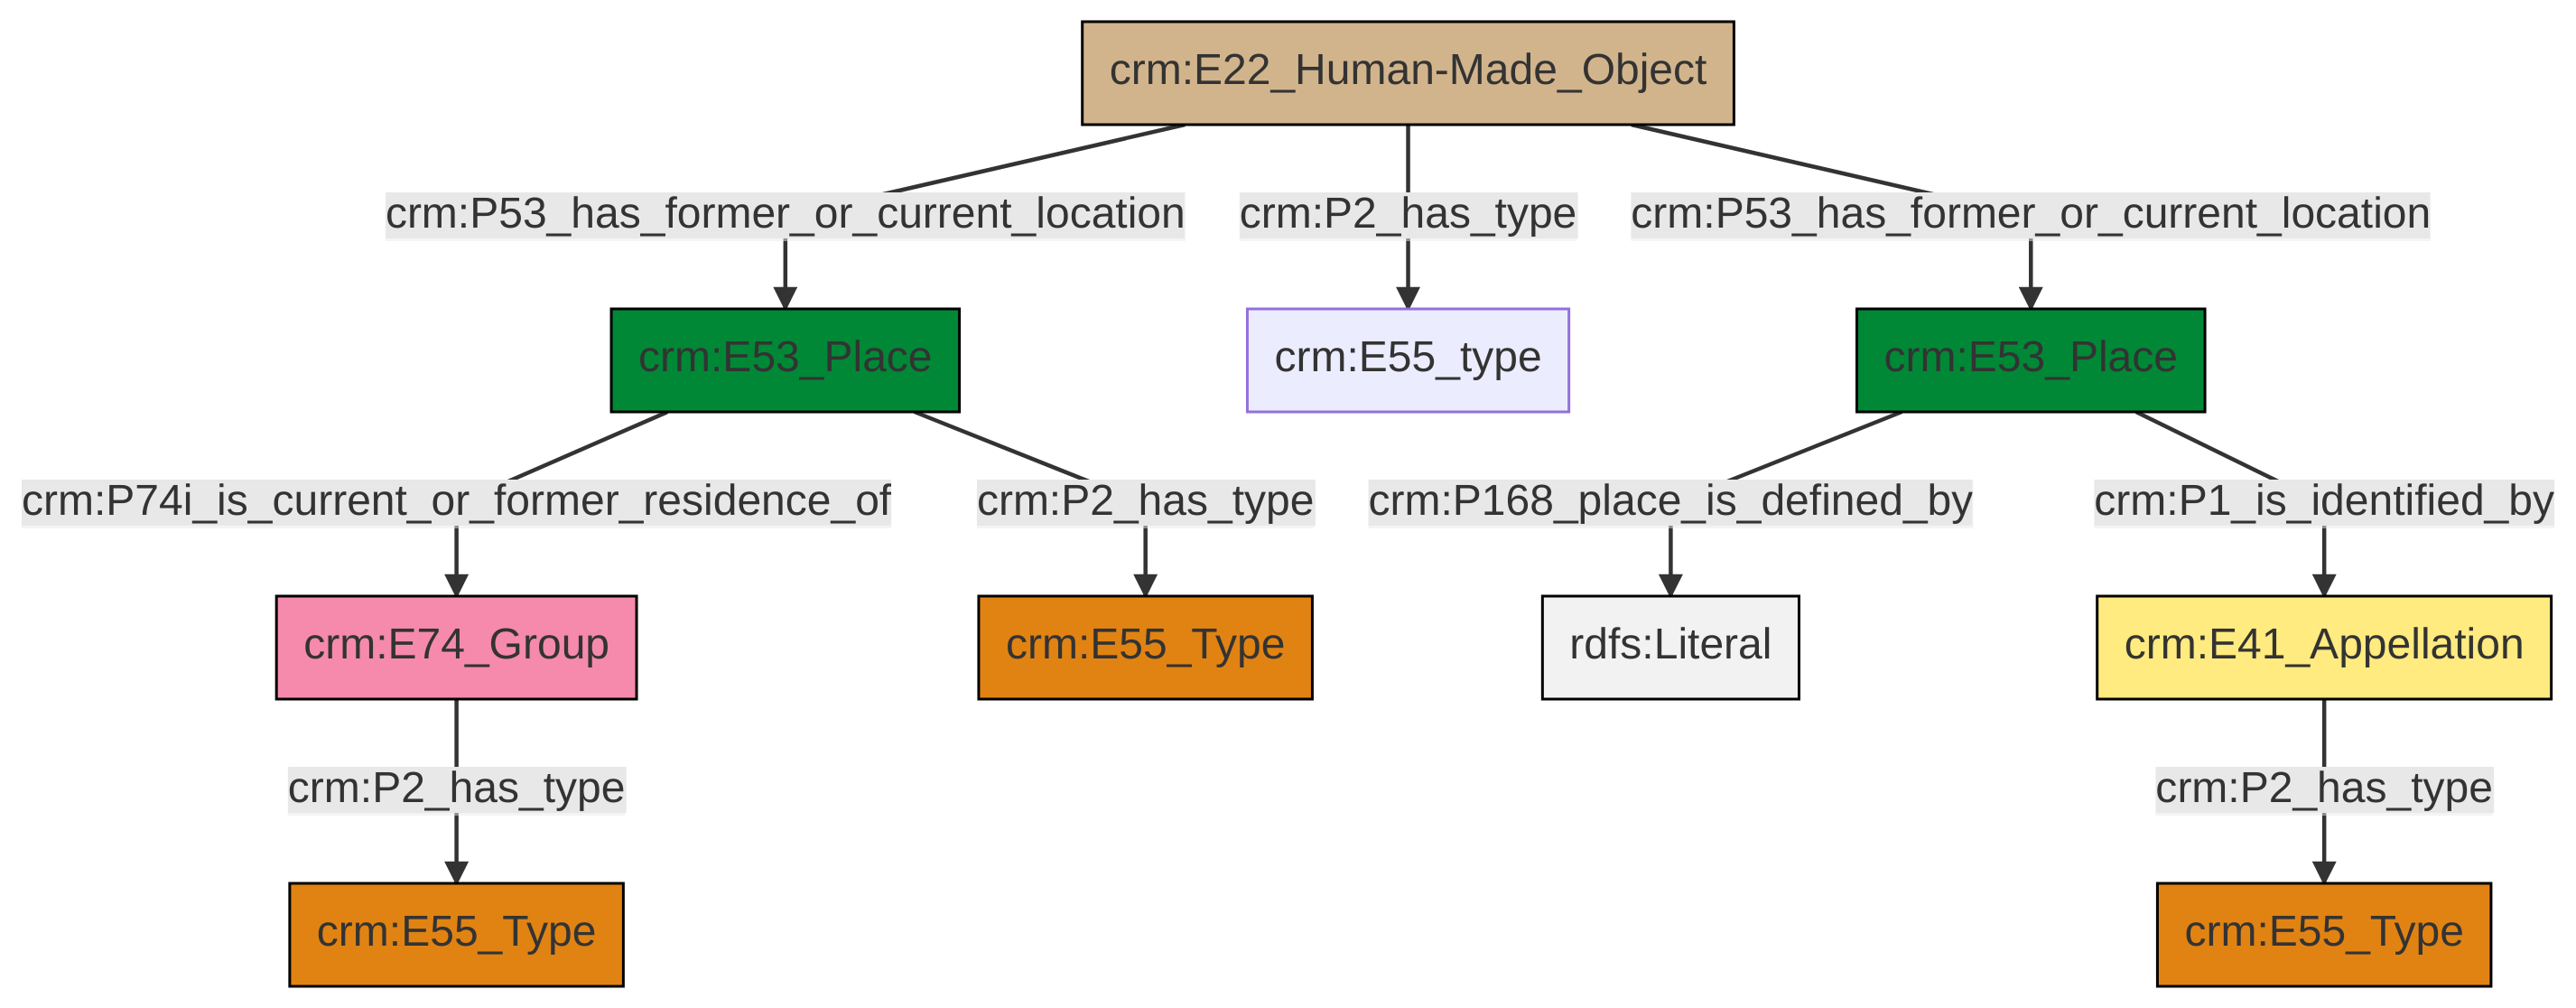 crm:E22_Human-Made_Object
crm:P53_has_former_or_current_location
crm:P2_has_type
crm:P53_has_former_or_current_location
crm:E53_Place
crm:E55_type
crm:E53_Place
crm:P74i_is_current_or_former_residence_of
crm:P2_has_type
crm:P168_place_is_defined_by
crm:P1_is_identified_by
crm:E74_Group
crm:E55_Type
rdfs:Literal
crm:E41_Appellation
crm:P2_has_type
crm:P2_has_type
crm:E55_Type
crm:E55_Type